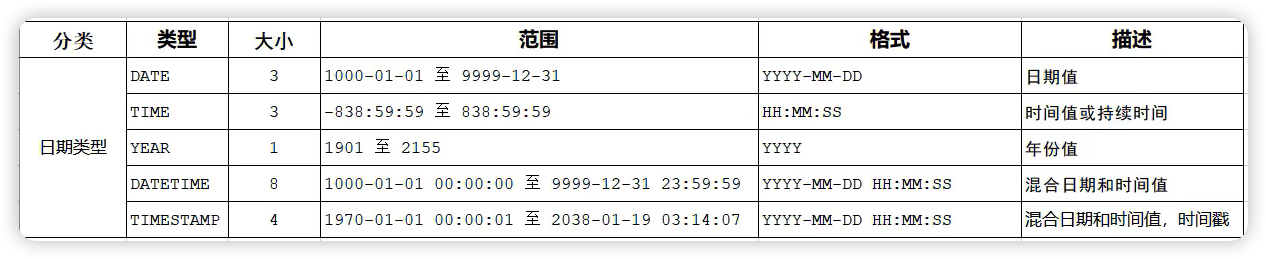 分类 类型 大小 范围 格式 描述
DATE 3 1000-01-01 至 9999-12-31 YYYY-MM-DD 日期值
TIME 3 -838:59:59 至 838:59:59 HH:MM:SS 时间值或持续时间
日期类型 YEAR 1 1901 至 2155 YYYY 年份值
DATETIME 8 1000-01-01 00:00:00 至 9999-12-31 23:59:59 YYYY-MM-DD HH:MM:SS 混合日期和时间值
TIMESTAMP 4 1970-01-01 00:00:01 至 2038-01-19 03:14:07 YYYY-MM-DD HH:MM:SS 混合日期和时间值，时间戳